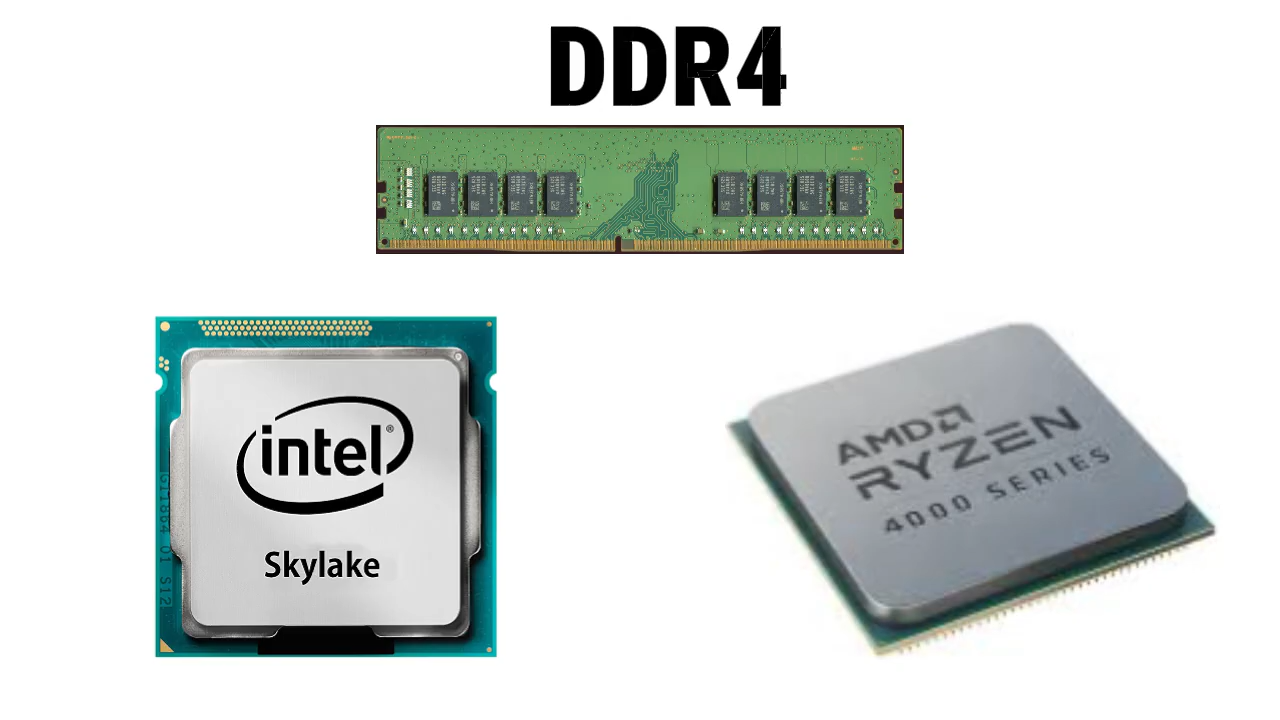 DDR4
intel®
Skylake
AMD
RYZEN
4000 SERIES